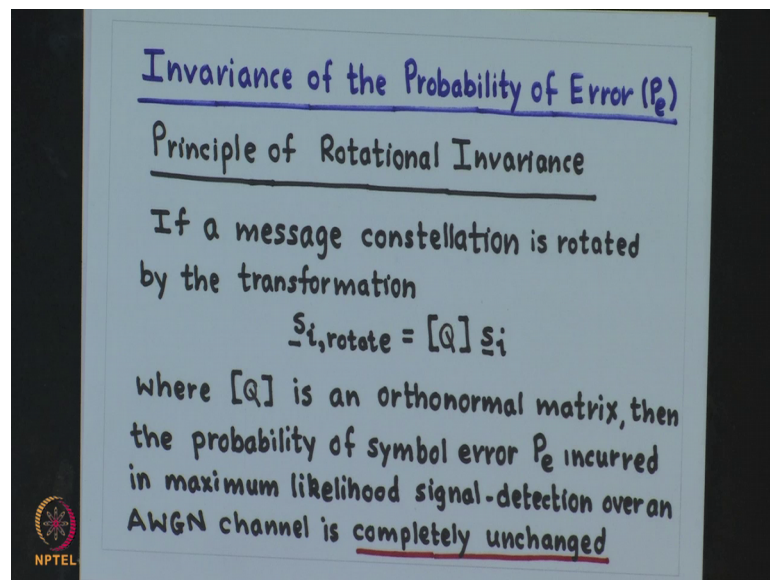 Invariance of the Probability of Error (Pe)
Principle of Rotational Invariance
If a message constellation is rotated
by the transformation
si,rotate = [Q] si
where [Q] is an orthonormal matrix, then
the probability of symbol error Pe incurred
in maximum likelihood signal-detection over an
AWGN channel is completely unchanged
NPTEL